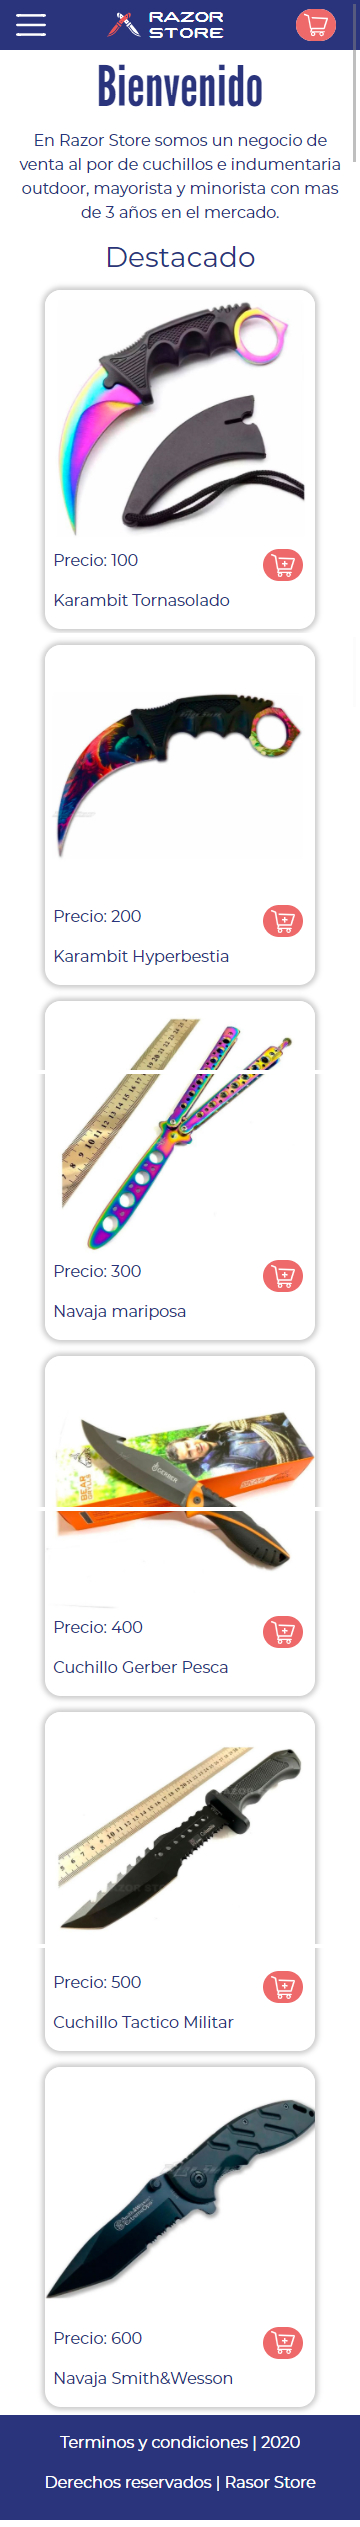 RAZOR
STORE
Bienvenido
En Razor Store somos un negocio de
venta al por de cuchillos e indumentaria
outdoor, mayorista y minorista con mas
de 3 años en el mercado.
Destacado
Precio: 100
Karambit Tornasolado
Precio: 200
Karambit Hyperbestia
Precio: 300
Navaja mariposa
GERBER
Precio: 400
Cuchillo Gerber Pesca
Precio: 500
Cuchillo Tactico Militar
Precio: 600
Navaja Smith&Wesson
Terminos y condiciones | 2020
Derechos reservados | Rasor Store